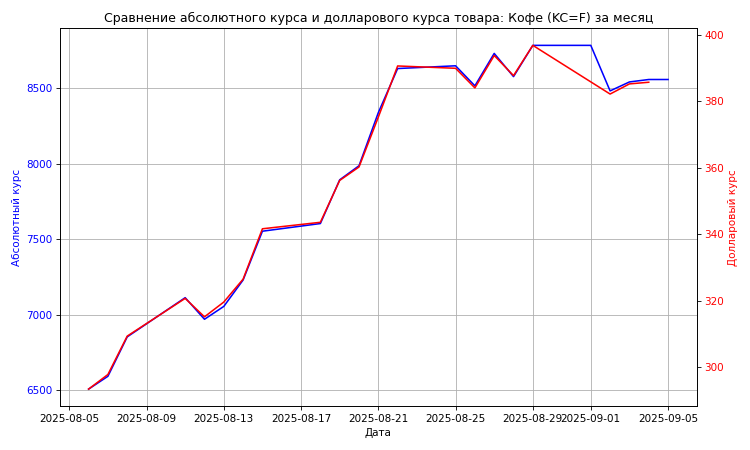 Сравнение абсолютного курса и долларового курса товара: Кофе (KC=F) за месяц
Абсолютный курс
8500
8000
7500
7000
6500
400
380
360
340
320
300
Долларовый курс
2025-08-05 2025-08-09 2025-08-13 2025-08-17 2025-08-21 2025-08-25 2025-08-29 2025-09-01 2025-09-05
Дата